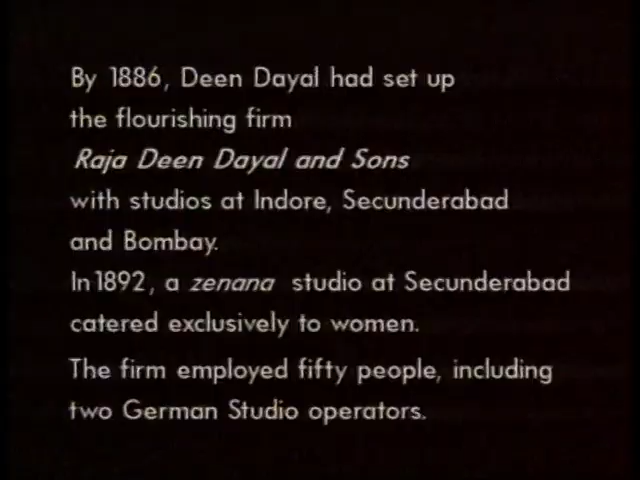 By 1886, Deen Dayal had set up
the flourishing firm
Raja Deen Dayal and Sons
with studios at Indore, Secunderabad
and Bombay.
In 1892, a zenana studio at Secunderabad
catered exclusively to women.
The firm employed fifty people, including
two German Studio operators.